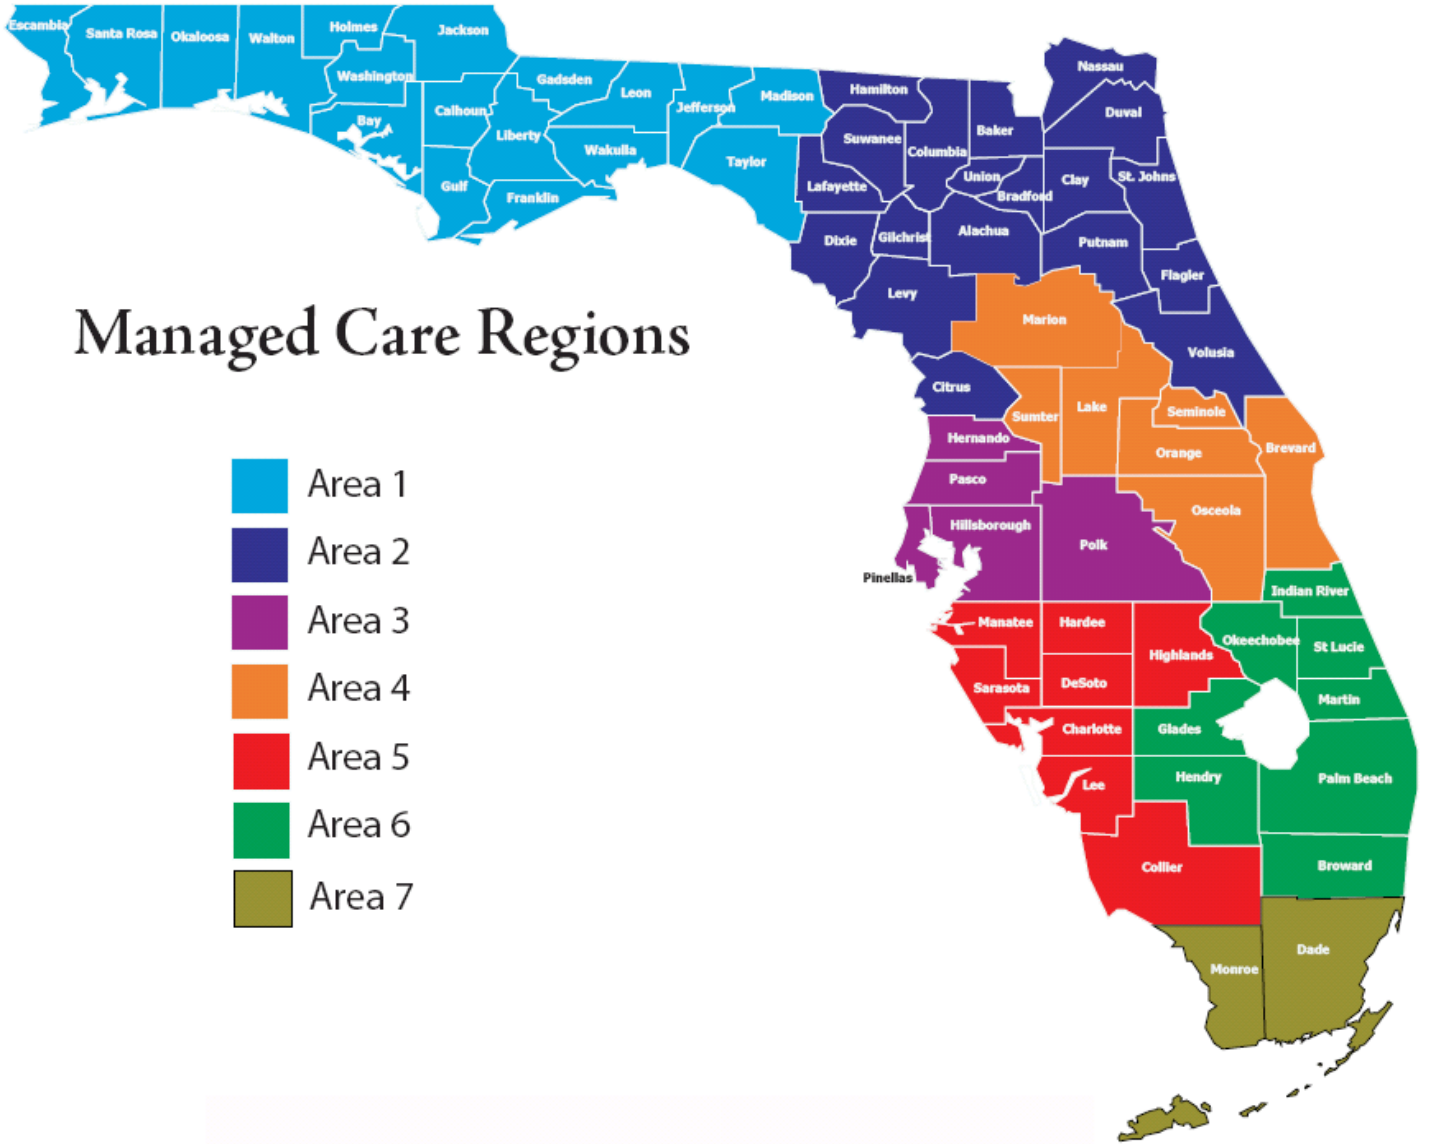 Escambia
Santa Rosa
Okaloosa
Walton
Holmes
Jackson
Washington
Bay
Calhoun
Gulf
Liberty
Gadsden
Franklin
Leon
Wakulla
Jefferson
Madison
Taylor
Hamilton
Suwanee
Lafayette
Columbia
Baker
Nassau
Duval
Union
Bradford
Clay
St. Johns
Dixie
Gilchrist
Alachua
Putnam
Flagler
Levy
Marion
Volusia
Citrus
Sumter
Lake
Seminole
Orange
Brevard
Hernando
Pasco
Osceola
Hillsborough
Polk
Pinellas
Indian River
Manatee
Hardee
Highlands
Okeechobee
St Lucie
Sarasota
DeSoto
Martin
Charlotte
Glades
Lee
Hendry
Palm Beach
Collier
Broward
Monroe
Dade
Managed Care Regions
Area 1
Area 2
Area 3
Area 4
Area 5
Area 6
Area 7